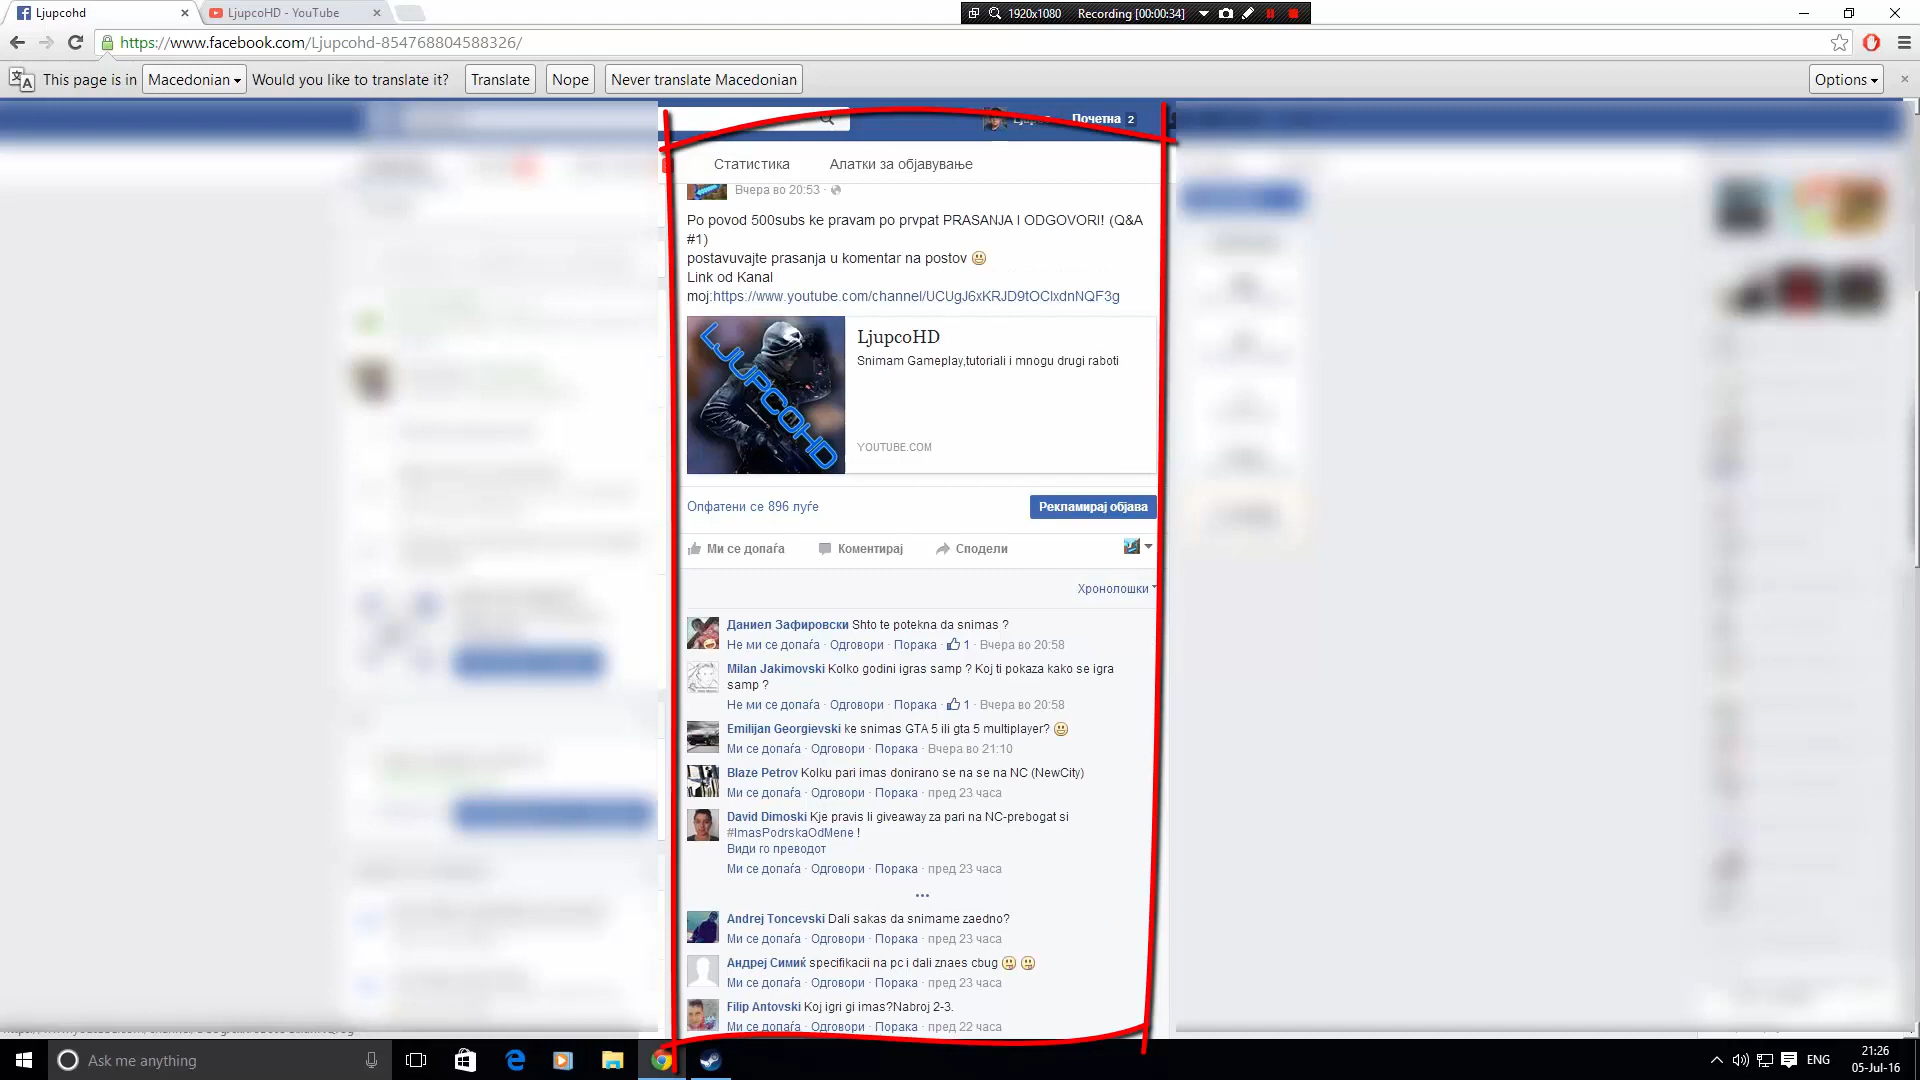 Ljupcohd
LjupcoHD - YouTube
1920x1080 Recording [00:00:34]
https://www.facebook.com/Ljupcohd-854768804588326/
This page is in Macedonian Would you like to translate it? Translate Nope Never translate Macedonian Options
Почетна 2
Статистика Алатки за објавување
Вчера во 20:53
Po povod 500subs ke pravam po prvpat PRASANJA I ODGOVORI! (Q&A
#1)
postavuvajte prasanja u komentar na postov
Link od Kanal
moj:https://www.youtube.com/channel/UCUgJ6xKRJD9tOClxdnNQF3g
LJUPCOHD
LjupcoHD
Snimam Gameplay,tutoriali i mnogu drugi raboti
YOUTUBE.COM
Опфатени се 896 луѓе
Рекламирај објава
Ми се допаѓа Коментирај Сподели
Хронолошки
Даниел Зафировски Shto te potekna da snimas ?
Не ми се допаѓа · Одговори · Порака · 1 · Вчера во 20:58
Milan Jakimovski Kolko godini igras samp ? Koj ti pokaza kako se igra
samp ?
Не ми се допаѓа · Одговори · Порака · 1 · Вчера во 20:58
Emilijan Georgievski ke snimas GTA 5 ili gta 5 multiplayer?
Ми се допаѓа · Одговори · Порака · Вчера во 21:10
Blaze Petrov Kolku pari imas donirano se na se na NC (NewCity)
Ми се допаѓа · Одговори · Порака · пред 23 часа
David Dimoski Kje pravis li giveaway za pari na NC-prebogat si
#ImasPodrskaOdMene !
Види го преводот
Ми се допаѓа · Одговори · Порака · пред 23 часа
...
Andrej Toncevski Dali sakas da snimame zaedno?
Ми се допаѓа · Одговори · Порака · пред 23 часа
Андреј Симиќ specifikacii na pc i dali znaes cbug
Ми се допаѓа · Одговори · Порака · пред 23 часа
Filip Antovski Koj igri gi imas?Nabroj 2-3.
Ми се допаѓа · Одговори · Порака · пред 22 часа
Ask me anything
ENG
21:26
05-Jul-16